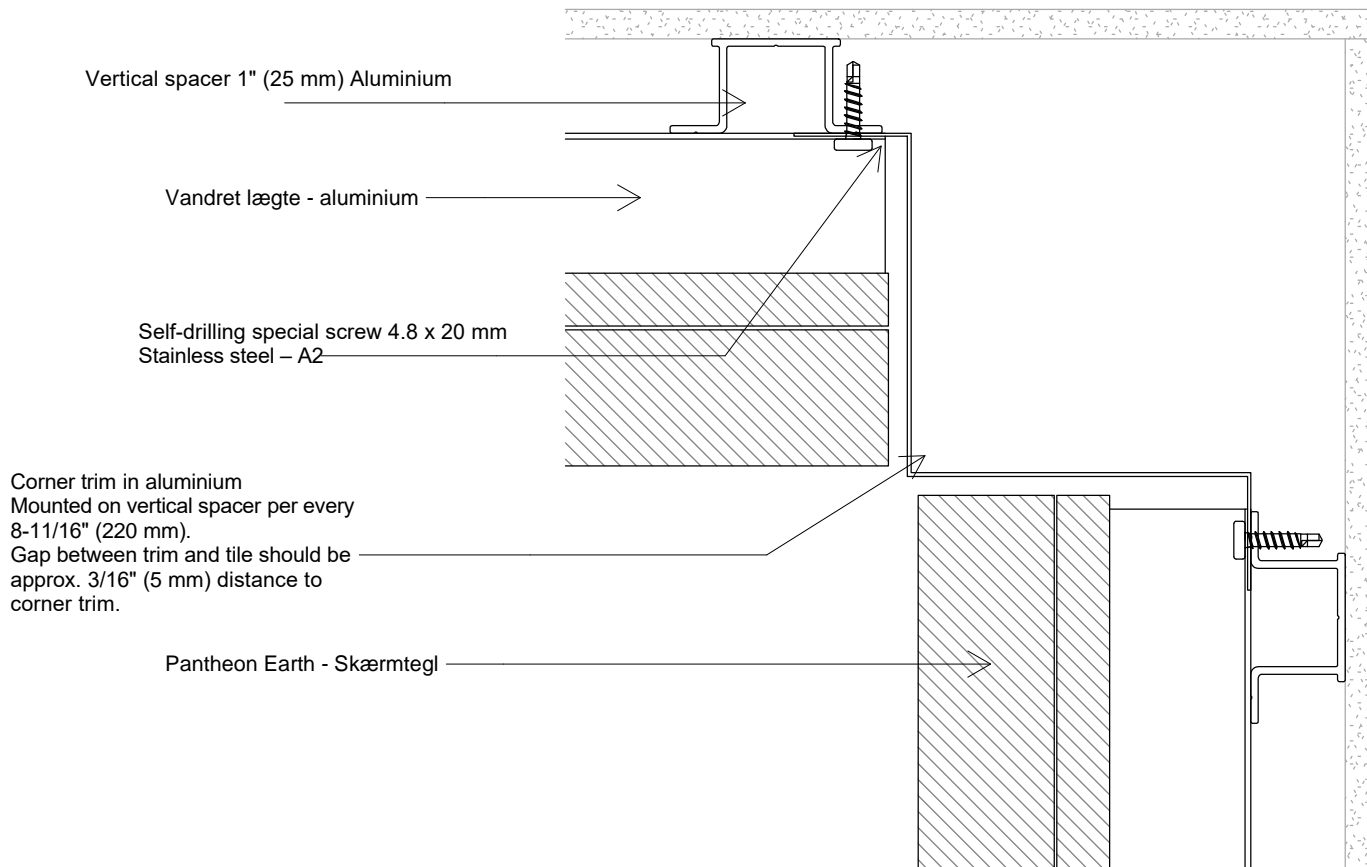 Vertical spacer 1" (25 mm) Aluminium
Vandret lægte - aluminium
Self-drilling special screw 4.8 x 20 mm
Stainless steel – A2
Corner trim in aluminium
Mounted on vertical spacer per every
8-11/16" (220 mm).
Gap between trim and tile should be
approx. 3/16" (5 mm) distance to
corner trim.
Pantheon Earth - Skærmtegl